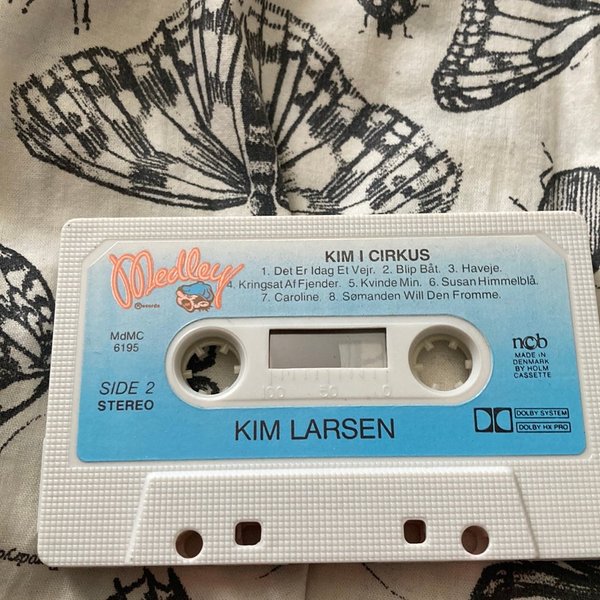 Medley
Records
KIM I CIRKUS
1. Det Er Idag Et Vejr. 2. Blip Båt. 3. Haveje.
4. Kringsat Af Fjender. 5. Kvinde Min. 6. Susan Himmelblå.
7. Caroline. 8. Sømanden Will Den Fromme.
MdMC
6195
SIDE 2
STEREO
100 50 0
ncb
MADE IN
DENMARK
BY HOLM
CASSETTE
DOLBY SYSTEM
DOLBY HX PRO
KIM LARSEN